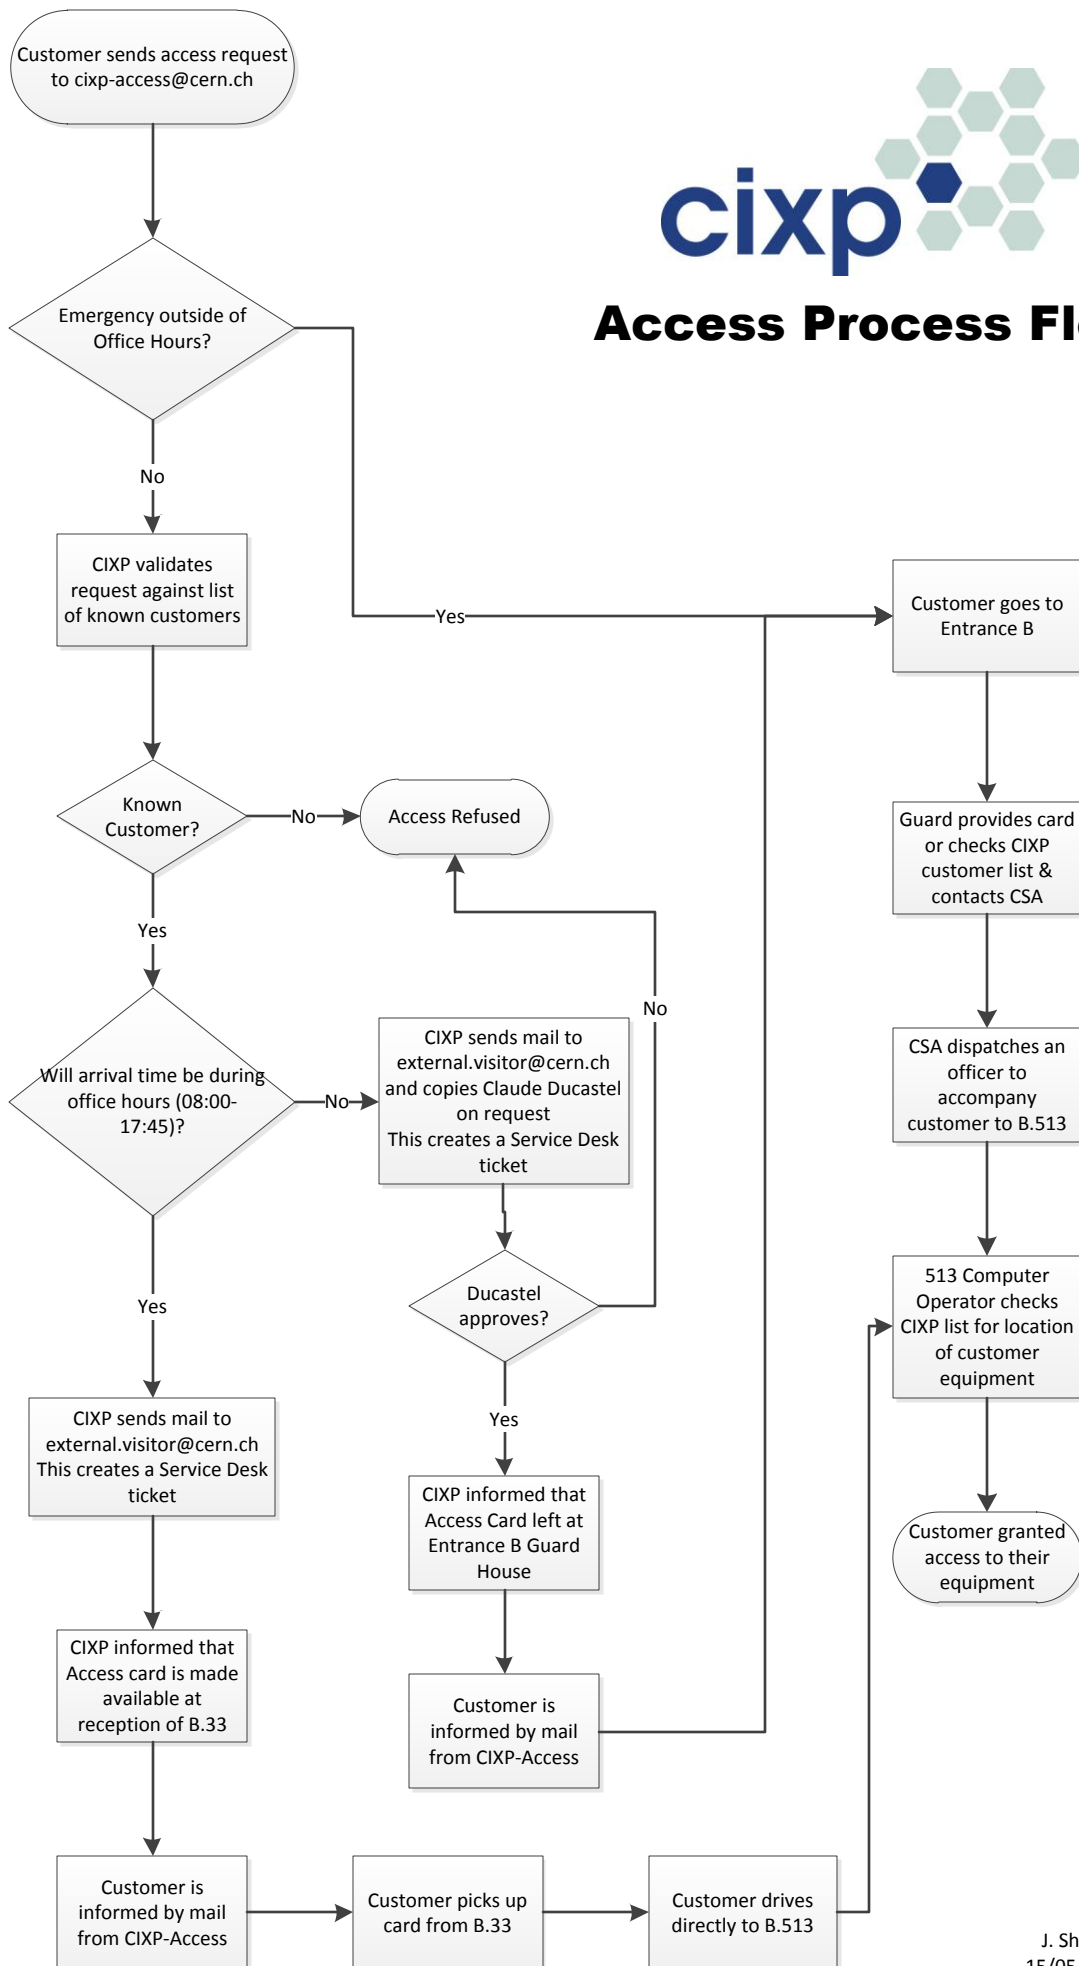 Customer sends access request
to cixp-access@cern.ch
cixp
Access Process
Emergency outside of
Office Hours?
No
Yes
CIXP validates
request against list
of known customers
Customer goes to
Entrance B
Known
Customer?
No
Access Refused
Yes
Guard provides card
or checks CIXP
customer list &
contacts CSA
No
Will arrival time be during
office hours (08:00-
17:45)?
No
CIXP sends mail to
external.visitor@cern.ch
and copies Claude Ducastel
on request
This creates a Service Desk
ticket
CSA dispatches an
officer to
accompany
customer to B.513
Ducastel
approves?
Yes
Yes
513 Computer
Operator checks
CIXP list for location
of customer
equipment
CIXP sends mail to
external.visitor@cern.ch
This creates a Service Desk
ticket
CIXP informed that
Access Card left at
Entrance B Guard
House
Customer granted
access to their
equipment
CIXP informed that
Access card is made
available at
reception of B.33
Customer is
informed by mail
from CIXP-Access
Customer is
informed by mail
from CIXP-Access
Customer picks up
card from B.33
Customer drives
directly to B.513
J. Sh
15/05